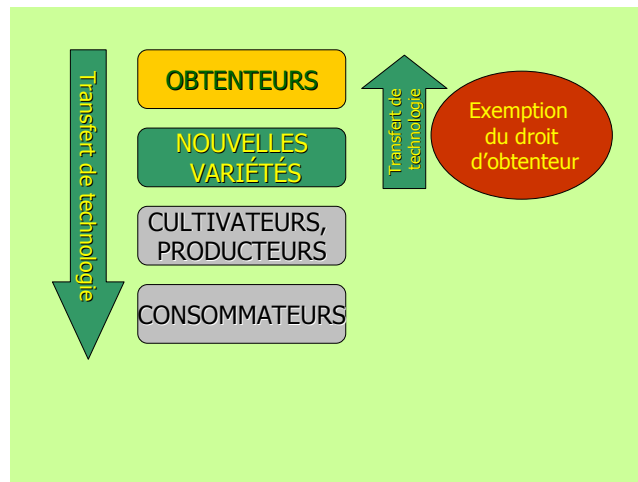 Transfert de technologie
OBTENTEURS
NOUVELLES
VARIÉTÉS
CULTIVATEURS,
PRODUCTEURS
CONSOMMATEURS
Transfert de
technologie
Exemption
du droit
d'obtenteur